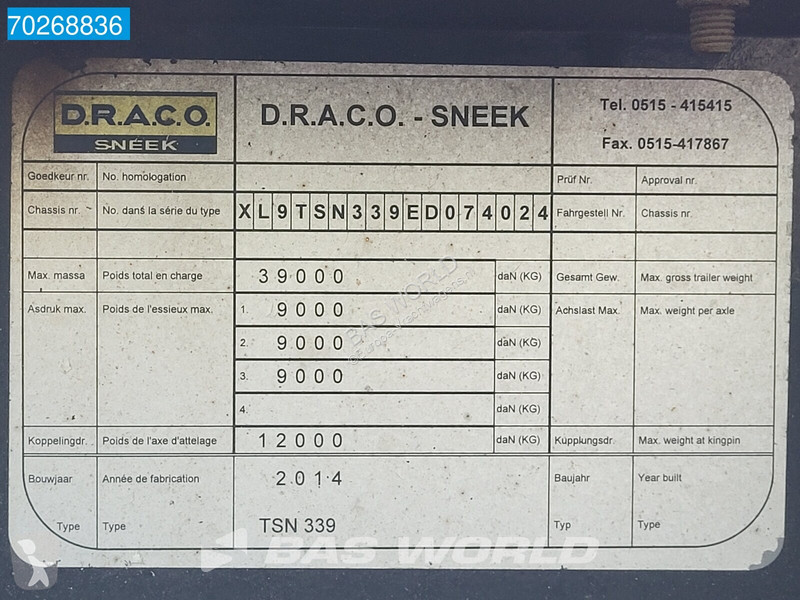 70268836
D.R.A.C.O.
SNEEK
D.R.A.C.O. - SNEEK
Tel. 0515 - 415415
Fax. 0515-417867
Goedkeur nr. No. homologation Prüf Nr. Approval nr.
Chassis nr. No. dans la série du type XL9TSN339ED074024 Fahrgestell Nr. Chassis nr.
Max. massa Poids total en charge 39000 daN (KG) Gesamt Gew. Max. gross trailer weight
Asdruk max. Poids de l'essieux max. 1. 9000 daN (KG) Achslast Max. Max. weight per axle
2. 9000 daN (KG)
3. 9000 daN (KG)
4. daN (KG)
Koppelingdr. Poids de l'axe d'attelage 12000 daN (KG) Kupplungsdr. Max. weight at kingpin
Bouwjaar Année de fabrication 2014 Baujahr Year built
Type Type TSN 339 Typ Type
BAS WORLD
BAS WORLD